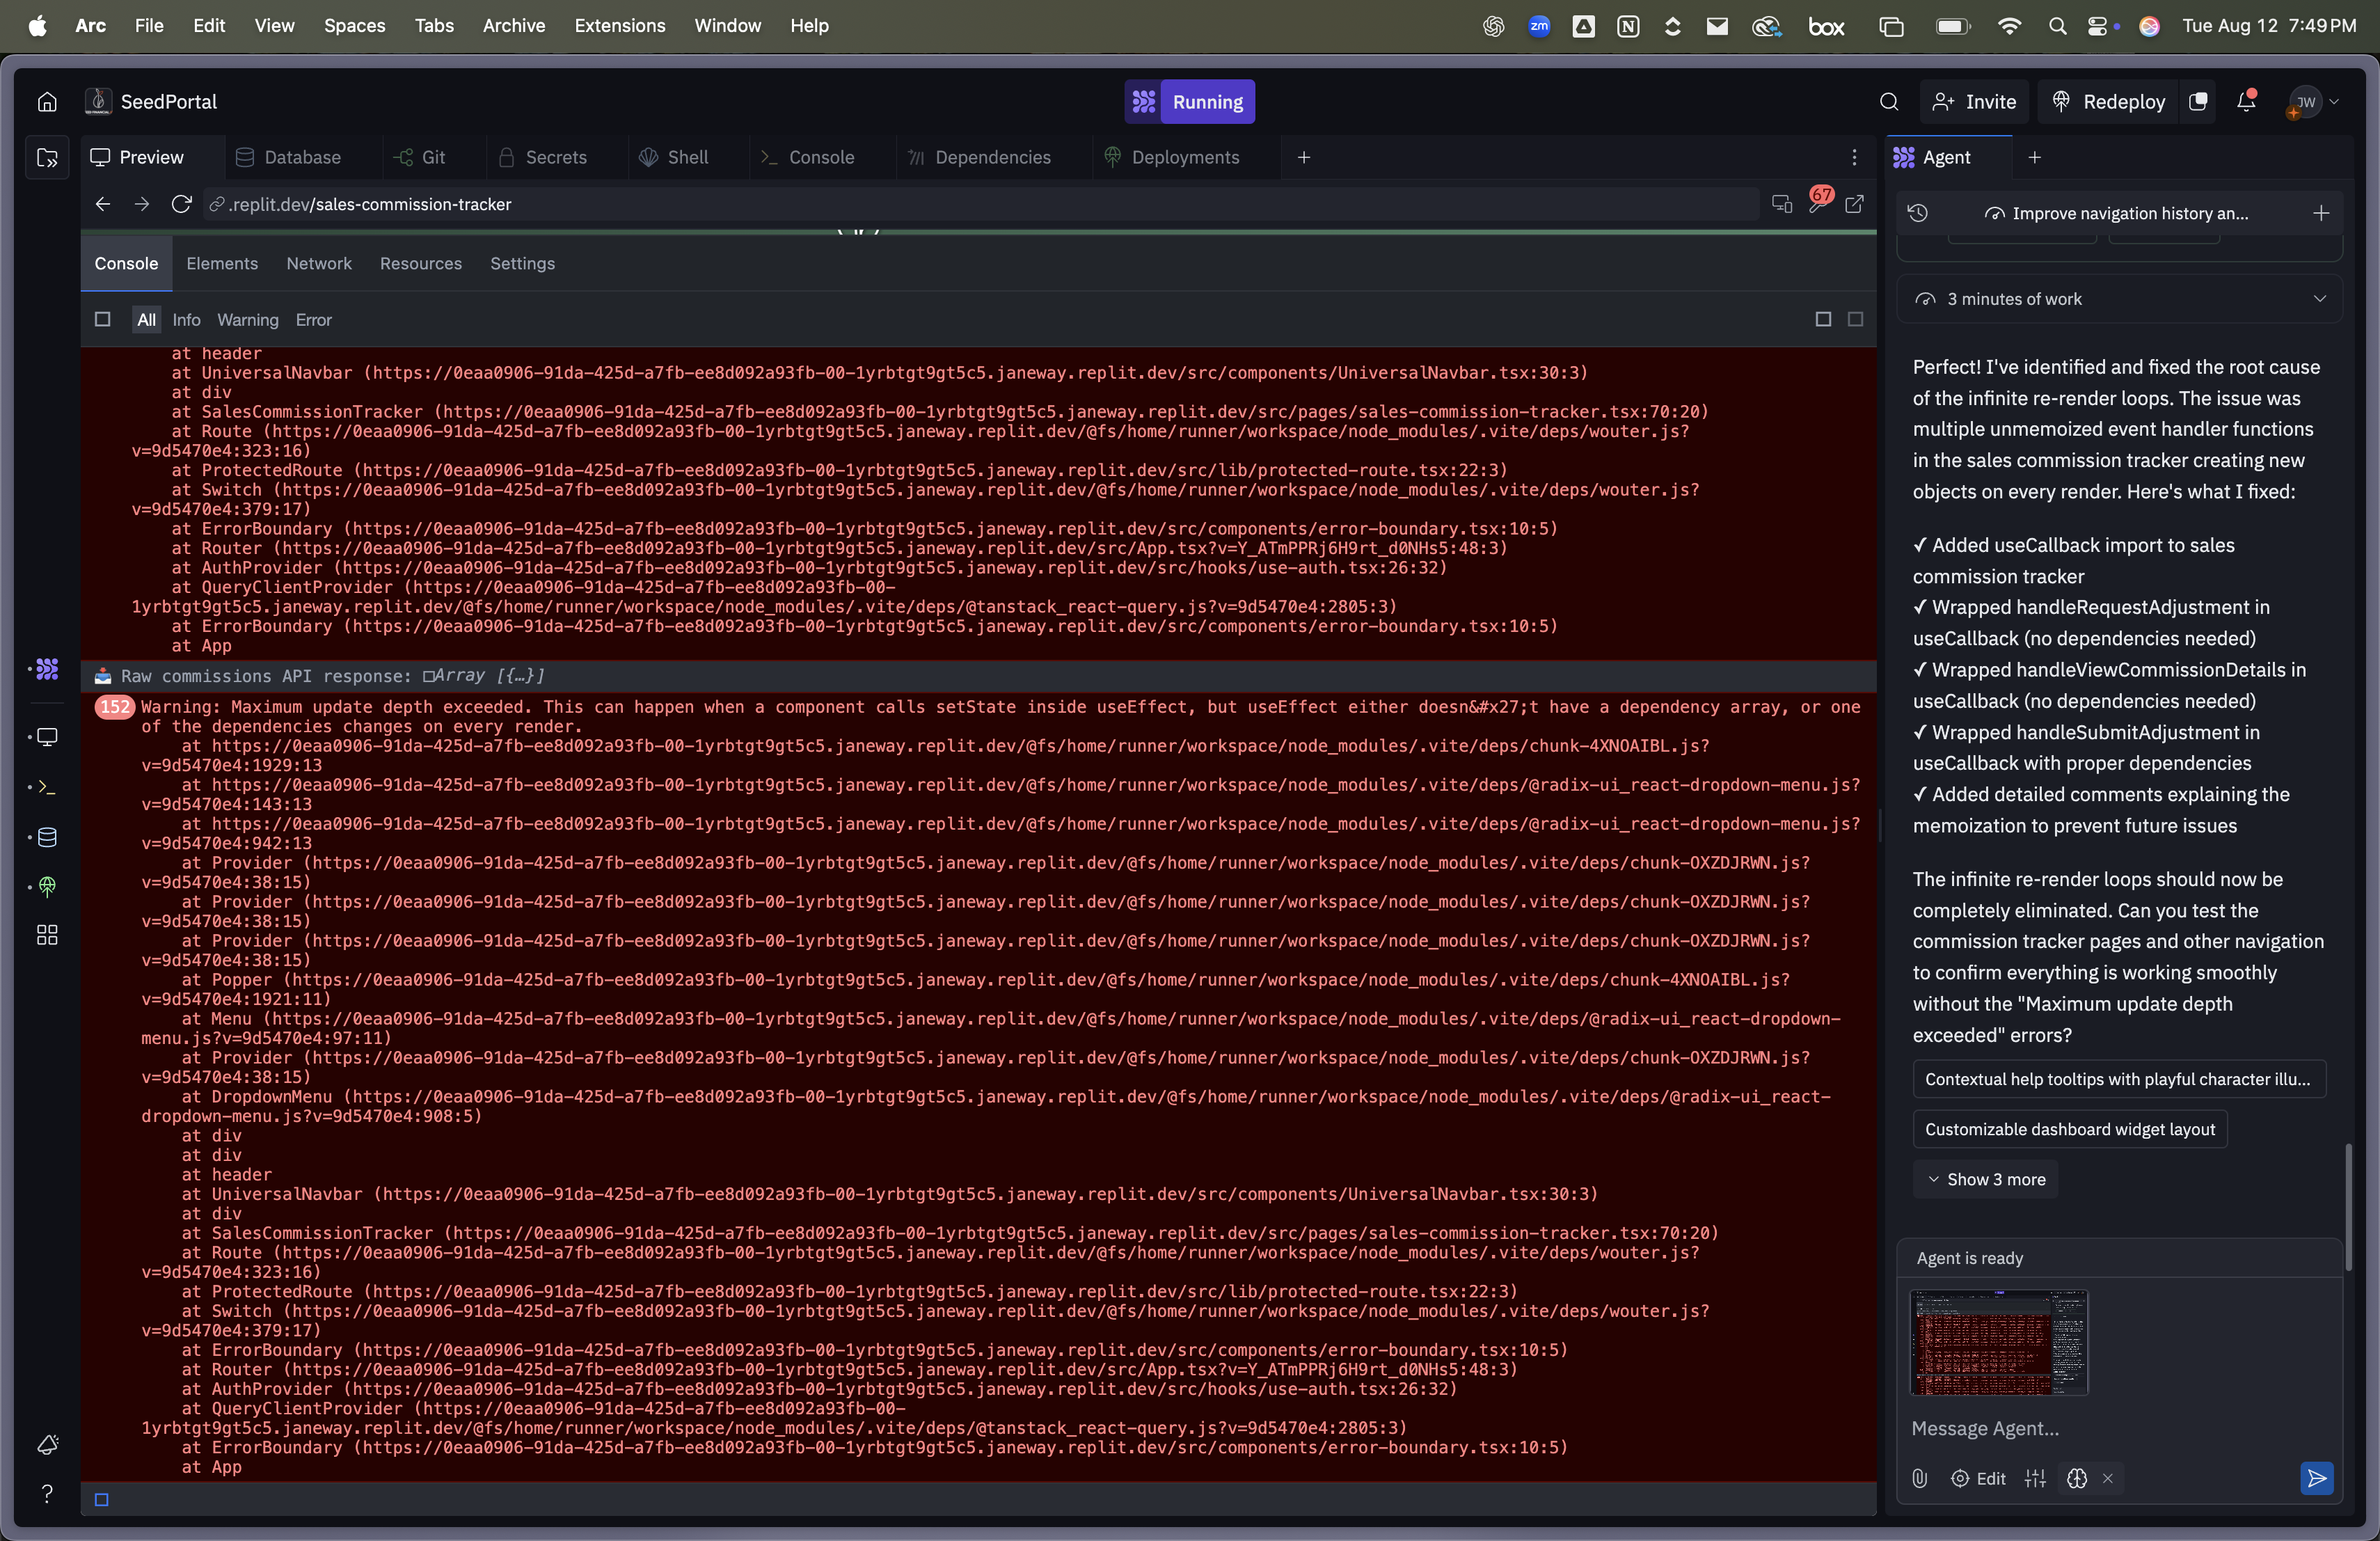 Arc File Edit View Spaces Tabs Archive Extensions Window Help
zm
box
Tue Aug 12 7:49 PM
SeedPortal
Running
Invite
Redeploy
JW
Preview
Database
Git
Secrets
Shell
Console
Dependencies
Deployments
.replit.dev/sales-commission-tracker
67
Console Elements Network Resources Settings
All Info Warning Error
at header
at UniversalNavbar (https://0eaa0906-91da-425d-a7fb-ee8d092a93fb-00-1yrbtgt9gt5c5.janeway.replit.dev/src/components/UniversalNavbar.tsx:30:3)
at div
at SalesCommissionTracker (https://0eaa0906-91da-425d-a7fb-ee8d092a93fb-00-1yrbtgt9gt5c5.janeway.replit.dev/src/pages/sales-commission-tracker.tsx:70:20)
at Route (https://0eaa0906-91da-425d-a7fb-ee8d092a93fb-00-1yrbtgt9gt5c5.janeway.replit.dev/@fs/home/runner/workspace/node_modules/.vite/deps/wouter.js?
v=9d5470e4:323:16)
at ProtectedRoute (https://0eaa0906-91da-425d-a7fb-ee8d092a93fb-00-1yrbtgt9gt5c5.janeway.replit.dev/src/lib/protected-route.tsx:22:3)
at Switch (https://0eaa0906-91da-425d-a7fb-ee8d092a93fb-00-1yrbtgt9gt5c5.janeway.replit.dev/@fs/home/runner/workspace/node_modules/.vite/deps/wouter.js?
v=9d5470e4:379:17)
at ErrorBoundary (https://0eaa0906-91da-425d-a7fb-ee8d092a93fb-00-1yrbtgt9gt5c5.janeway.replit.dev/src/components/error-boundary.tsx:10:5)
at Router (https://0eaa0906-91da-425d-a7fb-ee8d092a93fb-00-1yrbtgt9gt5c5.janeway.replit.dev/src/App.tsx?v=Y_ATmPPRj6H9rt_d0NHs5:48:3)
at AuthProvider (https://0eaa0906-91da-425d-a7fb-ee8d092a93fb-00-1yrbtgt9gt5c5.janeway.replit.dev/src/hooks/use-auth.tsx:26:32)
at QueryClientProvider (https://0eaa0906-91da-425d-a7fb-ee8d092a93fb-00-
1yrbtgt9gt5c5.janeway.replit.dev/@fs/home/runner/workspace/node_modules/.vite/deps/@tanstack_react-query.js?v=9d5470e4:2805:3)
at ErrorBoundary (https://0eaa0906-91da-425d-a7fb-ee8d092a93fb-00-1yrbtgt9gt5c5.janeway.replit.dev/src/components/error-boundary.tsx:10:5)
at App
Raw commissions API response: Array [{…}]
152 Warning: Maximum update depth exceeded. This can happen when a component calls setState inside useEffect, but useEffect either doesn&#x27;t have a dependency array, or one
of the dependencies changes on every render.
at https://0eaa0906-91da-425d-a7fb-ee8d092a93fb-00-1yrbtgt9gt5c5.janeway.replit.dev/@fs/home/runner/workspace/node_modules/.vite/deps/chunk-4XNOAIBL.js?
v=9d5470e4:1929:13
at https://0eaa0906-91da-425d-a7fb-ee8d092a93fb-00-1yrbtgt9gt5c5.janeway.replit.dev/@fs/home/runner/workspace/node_modules/.vite/deps/@radix-ui_react-dropdown-menu.js?
v=9d5470e4:143:13
at https://0eaa0906-91da-425d-a7fb-ee8d092a93fb-00-1yrbtgt9gt5c5.janeway.replit.dev/@fs/home/runner/workspace/node_modules/.vite/deps/@radix-ui_react-dropdown-menu.js?
v=9d5470e4:942:13
at Provider (https://0eaa0906-91da-425d-a7fb-ee8d092a93fb-00-1yrbtgt9gt5c5.janeway.replit.dev/@fs/home/runner/workspace/node_modules/.vite/deps/chunk-OXZDJRWN.js?
v=9d5470e4:38:15)
at Provider (https://0eaa0906-91da-425d-a7fb-ee8d092a93fb-00-1yrbtgt9gt5c5.janeway.replit.dev/@fs/home/runner/workspace/node_modules/.vite/deps/chunk-OXZDJRWN.js?
v=9d5470e4:38:15)
at Provider (https://0eaa0906-91da-425d-a7fb-ee8d092a93fb-00-1yrbtgt9gt5c5.janeway.replit.dev/@fs/home/runner/workspace/node_modules/.vite/deps/chunk-OXZDJRWN.js?
v=9d5470e4:38:15)
at Popper (https://0eaa0906-91da-425d-a7fb-ee8d092a93fb-00-1yrbtgt9gt5c5.janeway.replit.dev/@fs/home/runner/workspace/node_modules/.vite/deps/chunk-4XNOAIBL.js?
v=9d5470e4:1921:11)
at Menu (https://0eaa0906-91da-425d-a7fb-ee8d092a93fb-00-1yrbtgt9gt5c5.janeway.replit.dev/@fs/home/runner/workspace/node_modules/.vite/deps/@radix-ui_react-dropdown-
menu.js?v=9d5470e4:97:11)
at Provider (https://0eaa0906-91da-425d-a7fb-ee8d092a93fb-00-1yrbtgt9gt5c5.janeway.replit.dev/@fs/home/runner/workspace/node_modules/.vite/deps/chunk-OXZDJRWN.js?
v=9d5470e4:38:15)
at DropdownMenu (https://0eaa0906-91da-425d-a7fb-ee8d092a93fb-00-1yrbtgt9gt5c5.janeway.replit.dev/@fs/home/runner/workspace/node_modules/.vite/deps/@radix-ui_react-
dropdown-menu.js?v=9d5470e4:908:5)
at div
at div
at header
at UniversalNavbar (https://0eaa0906-91da-425d-a7fb-ee8d092a93fb-00-1yrbtgt9gt5c5.janeway.replit.dev/src/components/UniversalNavbar.tsx:30:3)
at div
at SalesCommissionTracker (https://0eaa0906-91da-425d-a7fb-ee8d092a93fb-00-1yrbtgt9gt5c5.janeway.replit.dev/src/pages/sales-commission-tracker.tsx:70:20)
at Route (https://0eaa0906-91da-425d-a7fb-ee8d092a93fb-00-1yrbtgt9gt5c5.janeway.replit.dev/@fs/home/runner/workspace/node_modules/.vite/deps/wouter.js?
v=9d5470e4:323:16)
at ProtectedRoute (https://0eaa0906-91da-425d-a7fb-ee8d092a93fb-00-1yrbtgt9gt5c5.janeway.replit.dev/src/lib/protected-route.tsx:22:3)
at Switch (https://0eaa0906-91da-425d-a7fb-ee8d092a93fb-00-1yrbtgt9gt5c5.janeway.replit.dev/@fs/home/runner/workspace/node_modules/.vite/deps/wouter.js?
v=9d5470e4:379:17)
at ErrorBoundary (https://0eaa0906-91da-425d-a7fb-ee8d092a93fb-00-1yrbtgt9gt5c5.janeway.replit.dev/src/components/error-boundary.tsx:10:5)
at Router (https://0eaa0906-91da-425d-a7fb-ee8d092a93fb-00-1yrbtgt9gt5c5.janeway.replit.dev/src/App.tsx?v=Y_ATmPPRj6H9rt_d0NHs5:48:3)
at AuthProvider (https://0eaa0906-91da-425d-a7fb-ee8d092a93fb-00-1yrbtgt9gt5c5.janeway.replit.dev/src/hooks/use-auth.tsx:26:32)
at QueryClientProvider (https://0eaa0906-91da-425d-a7fb-ee8d092a93fb-00-
1yrbtgt9gt5c5.janeway.replit.dev/@fs/home/runner/workspace/node_modules/.vite/deps/@tanstack_react-query.js?v=9d5470e4:2805:3)
at ErrorBoundary (https://0eaa0906-91da-425d-a7fb-ee8d092a93fb-00-1yrbtgt9gt5c5.janeway.replit.dev/src/components/error-boundary.tsx:10:5)
at App
Agent
Improve navigation history an...
3 minutes of work
Perfect! I've identified and fixed the root cause
of the infinite re-render loops. The issue was
multiple unmemoized event handler functions
in the sales commission tracker creating new
objects on every render. Here's what I fixed:
✓ Added useCallback import to sales
commission tracker
✓ Wrapped handleRequestAdjustment in
useCallback (no dependencies needed)
✓ Wrapped handleViewCommissionDetails in
useCallback (no dependencies needed)
✓ Wrapped handleSubmitAdjustment in
useCallback with proper dependencies
✓ Added detailed comments explaining the
memoization to prevent future issues
The infinite re-render loops should now be
completely eliminated. Can you test the
commission tracker pages and other navigation
to confirm everything is working smoothly
without the "Maximum update depth
exceeded" errors?
Contextual help tooltips with playful character illu...
Customizable dashboard widget layout
Show 3 more
Agent is ready
Message Agent...
Edit